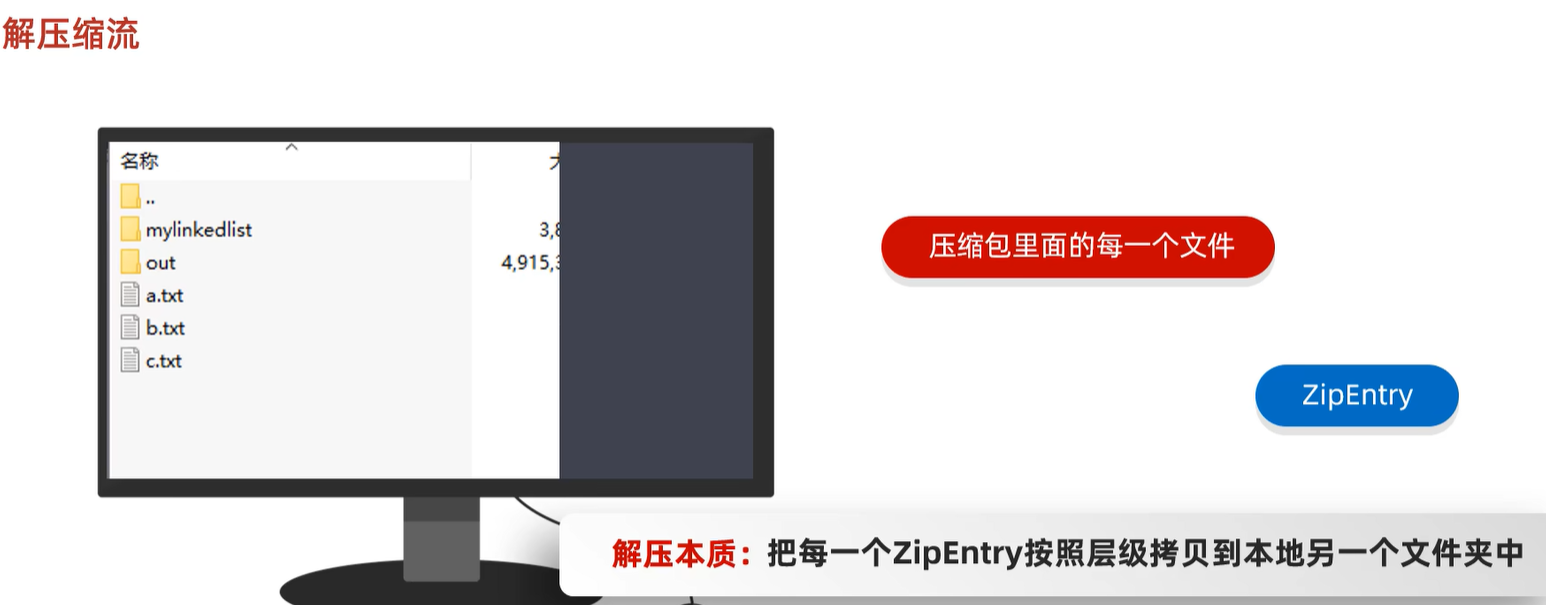 解压缩流
名称
..
mylinkedlist
out
4,915,3
a.txt
b.txt
c.txt
压缩包里面的每一个文件
ZipEntry
解压本质：把每一个ZipEntry按照层级拷贝到本地另一个文件夹中